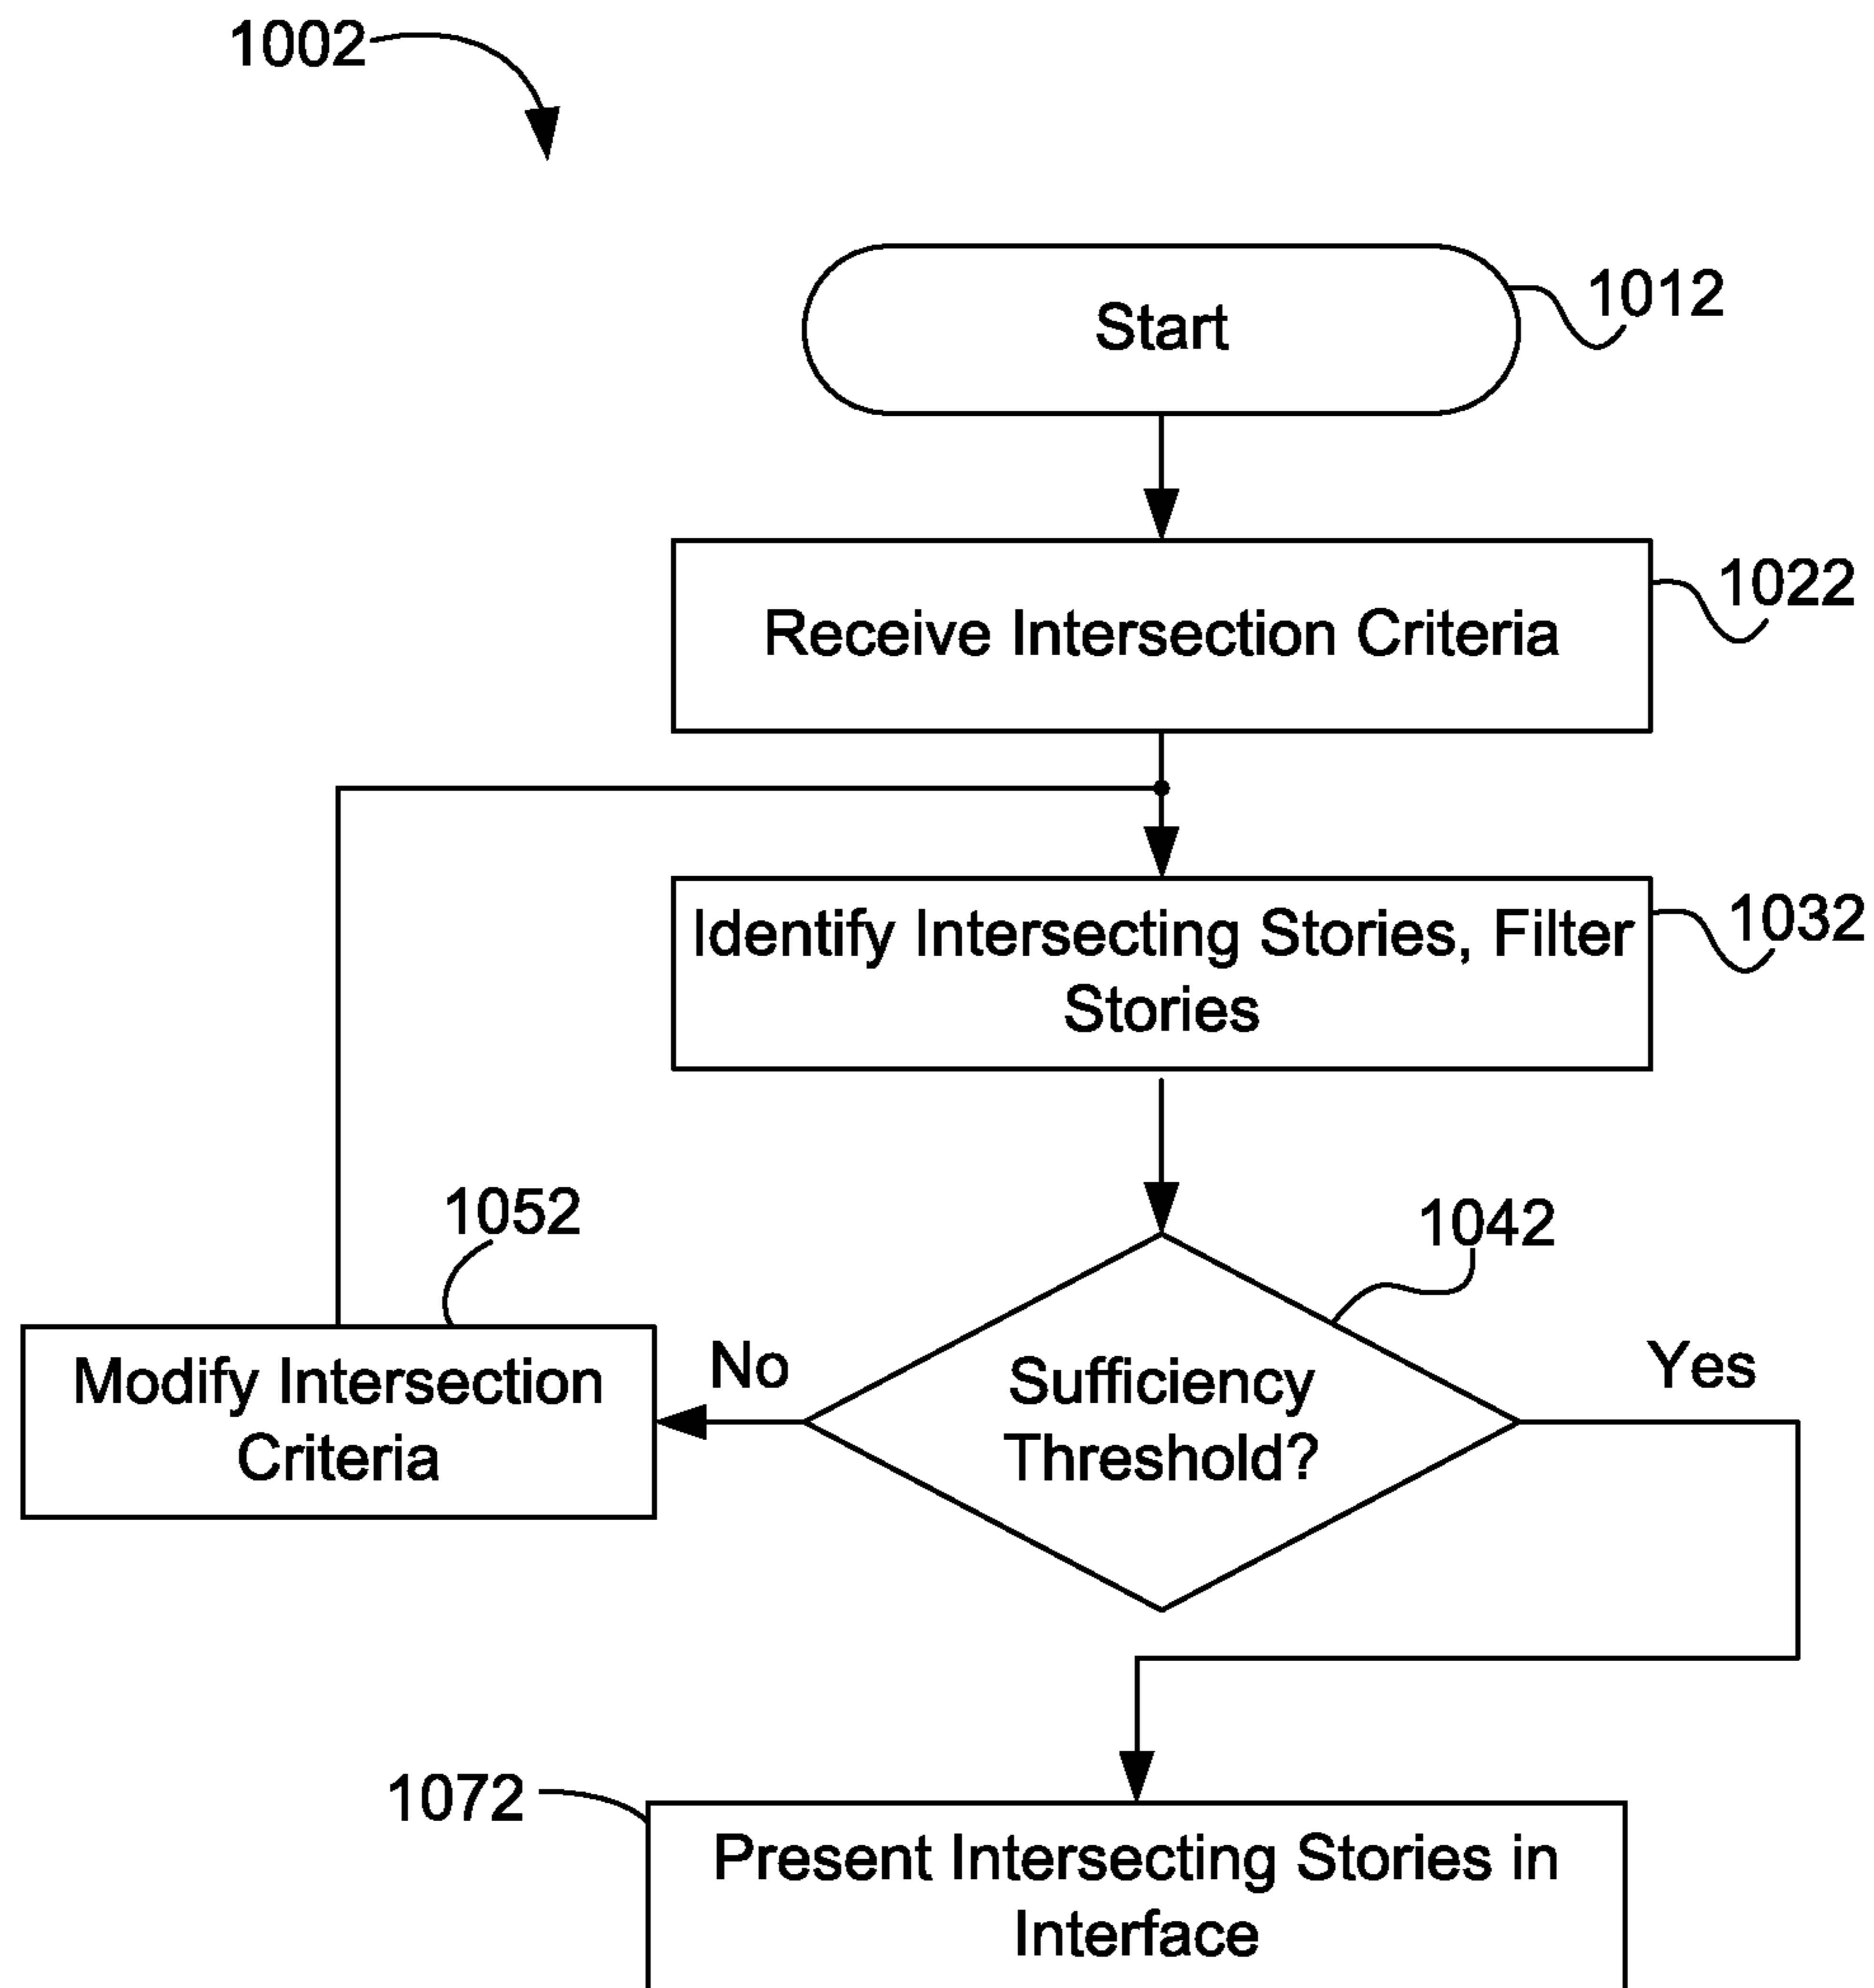 1002
Start
1012
Receive Intersection Criteria
1022
Identify Intersecting Stories, Filter
Stories
1032
1052
1042
Modify Intersection
Criteria
No
Sufficiency
Threshold?
Yes
1072
Present Intersecting Stories in
Interface